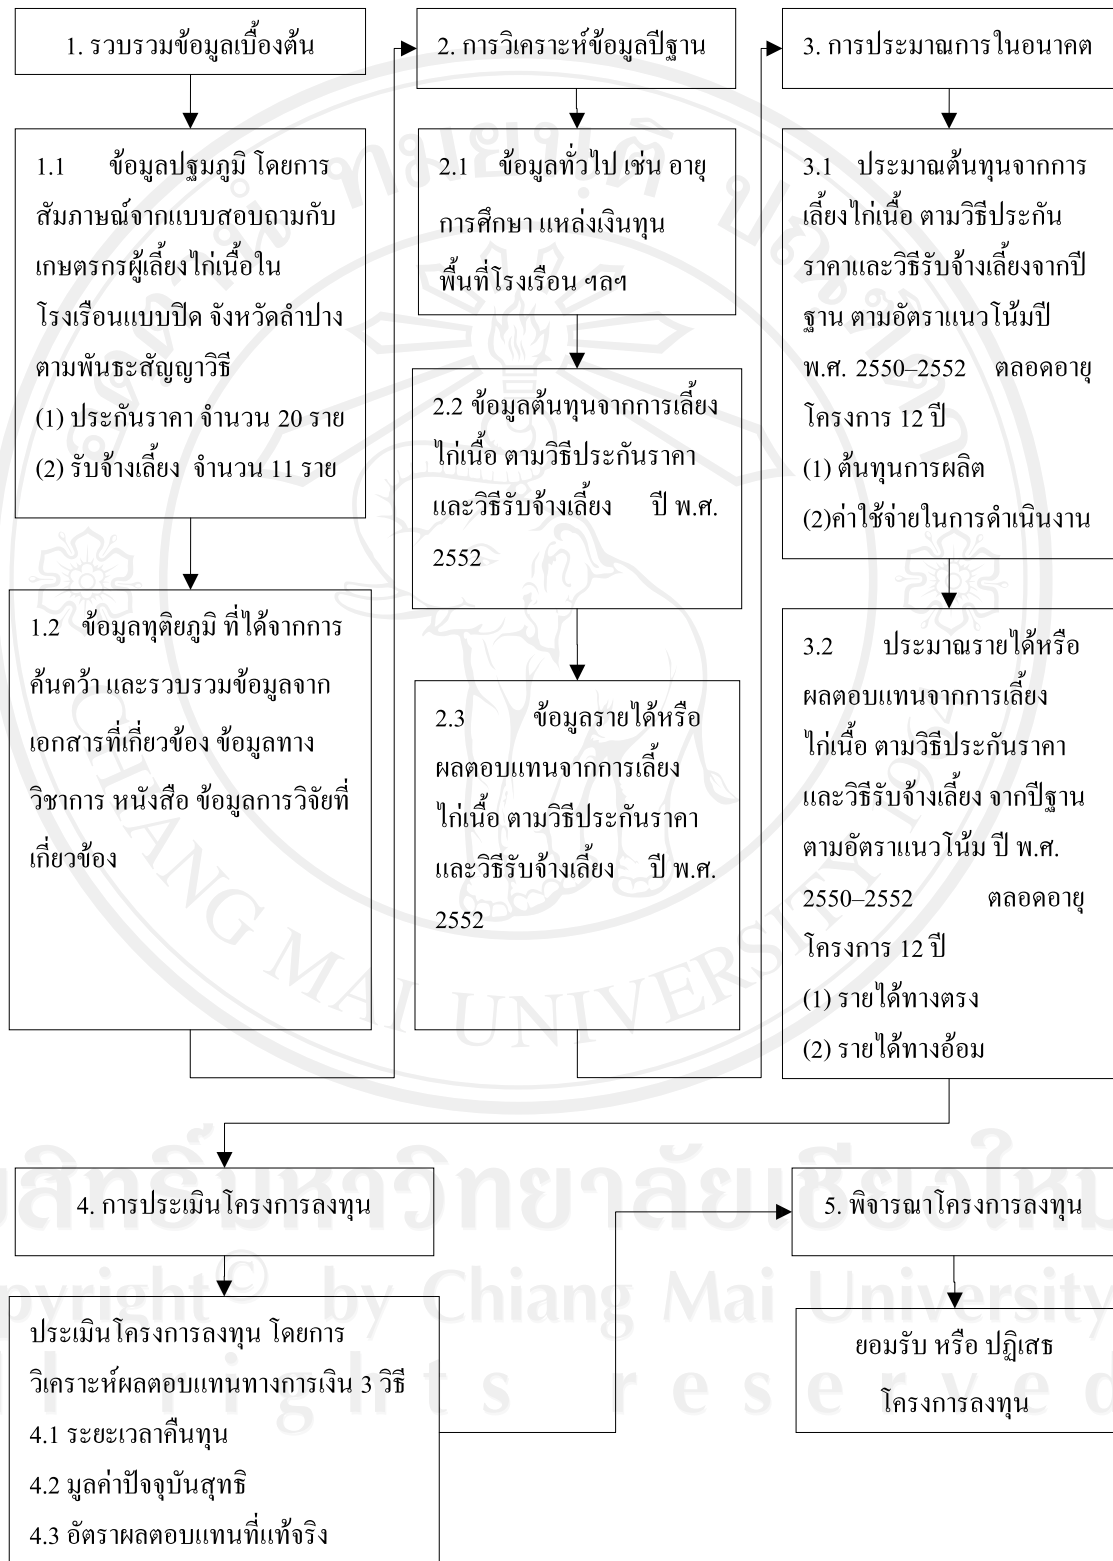 1. รวบรวมข้อมูลเบื้องต้น
1.1 ข้อมูลปฐมภูมิ โดยการ
สัมภาษณ์จากแบบสอบถามกับ
เกษตรกรผู้เลี้ยงไก่เนื้อใน
โรงเรือนแบบปิด จังหวัดลำปาง
ตามพันธะสัญญาวิธี
(1) ประกันราคา จำนวน 20 ราย
(2) รับจ้างเลี้ยง จำนวน 11 ราย
1.2 ข้อมูลทุติยภูมิ ที่ได้จากการ
ค้นคว้า และรวบรวมข้อมูลจาก
เอกสารที่เกี่ยวข้อง ข้อมูลทาง
วิชาการ หนังสือ ข้อมูลการวิจัยที่
เกี่ยวข้อง
2. การวิเคราะห์ข้อมูลปีฐาน
2.1 ข้อมูลทั่วไป เช่น อายุ
การศึกษา แหล่งเงินทุน
พื้นที่โรงเรือน ฯลฯ
2.2 ข้อมูลต้นทุนจากการเลี้ยง
ไก่เนื้อ ตามวิธีประกันราคา
และวิธีรับจ้างเลี้ยง ปี พ.ศ.
2552
2.3 ข้อมูลรายได้หรือ
ผลตอบแทนจากการเลี้ยง
ไก่เนื้อ ตามวิธีประกันราคา
และวิธีรับจ้างเลี้ยง ปี พ.ศ.
2552
3. การประมาณการในอนาคต
3.1 ประมาณต้นทุนจากการ
เลี้ยงไก่เนื้อ ตามวิธีประกัน
ราคาและวิธีรับจ้างเลี้ยงจากปี
ฐาน ตามอัตราแนวโน้มปี
พ.ศ. 2550–2552 ตลอดอายุ
โครงการ 12 ปี
(1) ต้นทุนการผลิต
(2)ค่าใช้จ่ายในการดำเนินงาน
3.2 ประมาณรายได้หรือ
ผลตอบแทนจากการเลี้ยง
ไก่เนื้อ ตามวิธีประกันราคา
และวิธีรับจ้างเลี้ยง จากปีฐาน
ตามอัตราแนวโน้ม ปี พ.ศ.
2550–2552 ตลอดอายุ
โครงการ 12 ปี
(1) รายได้ทางตรง
(2) รายได้ทางอ้อม
4. การประเมินโครงการลงทุน
ประเมินโครงการลงทุน โดยการ
วิเคราะห์ผลตอบแทนทางการเงิน 3 วิธี
4.1 ระยะเวลาคืนทุน
4.2 มูลค่าปัจจุบันสุทธิ
4.3 อัตราผลตอบแทนที่แท้จริง
5. พิจารณาโครงการลงทุน
ยอมรับ หรือ ปฏิเสธ
โครงการลงทุน
CHIANG MAI UNIVERSITY
สิทธิ์มหาวิทยาลัยเชียงใหม่
by Chiang Mai University
rights reserved